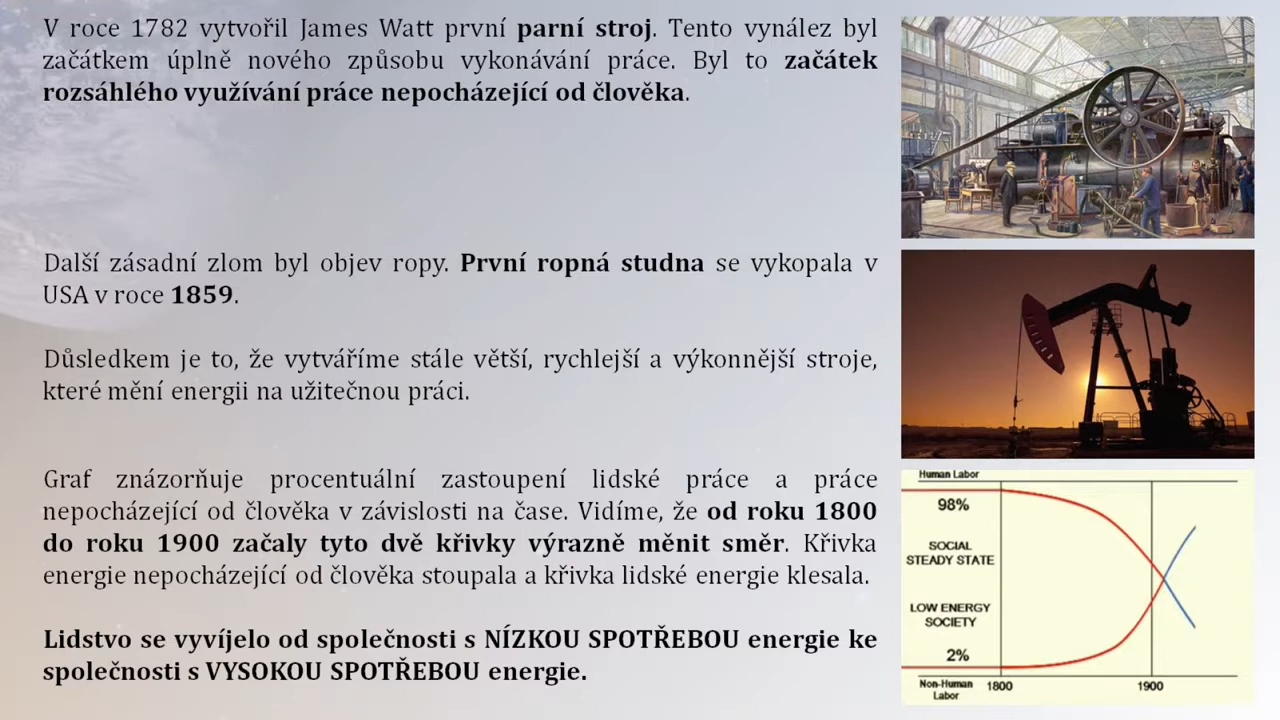 V roce 1782 vytvořil James Watt první parní stroj. Tento vynález byl
začátkem úplně nového způsobu vykonávání práce. Byl to začátek
rozsáhlého využívání práce nepocházející od člověka.
Další zásadní zlom byl objev ropy. První ropná studna se vykopala v
USA v roce 1859.
Důsledkem je to, že vytváříme stále větší, rychlejší a výkonnější stroje,
které mění energii na užitečnou práci.
Graf znázorňuje procentuální zastoupení lidské práce a práce
nepocházející od člověka v závislosti na čase. Vidíme, že od roku 1800
do roku 1900 začaly tyto dvě křivky výrazně měnit směr. Křivka
energie nepocházející od člověka stoupala a křivka lidské energie klesala.
Lidstvo se vyvíjelo od společnosti s NÍZKOU SPOTŘEBOU energie ke
společnosti s VYSOKOU SPOTŘEBOU energie.
Human Labor
98%
SOCIAL
STEADY STATE
LOW ENERGY
SOCIETY
2%
Non-Human
Labor
1800
1900